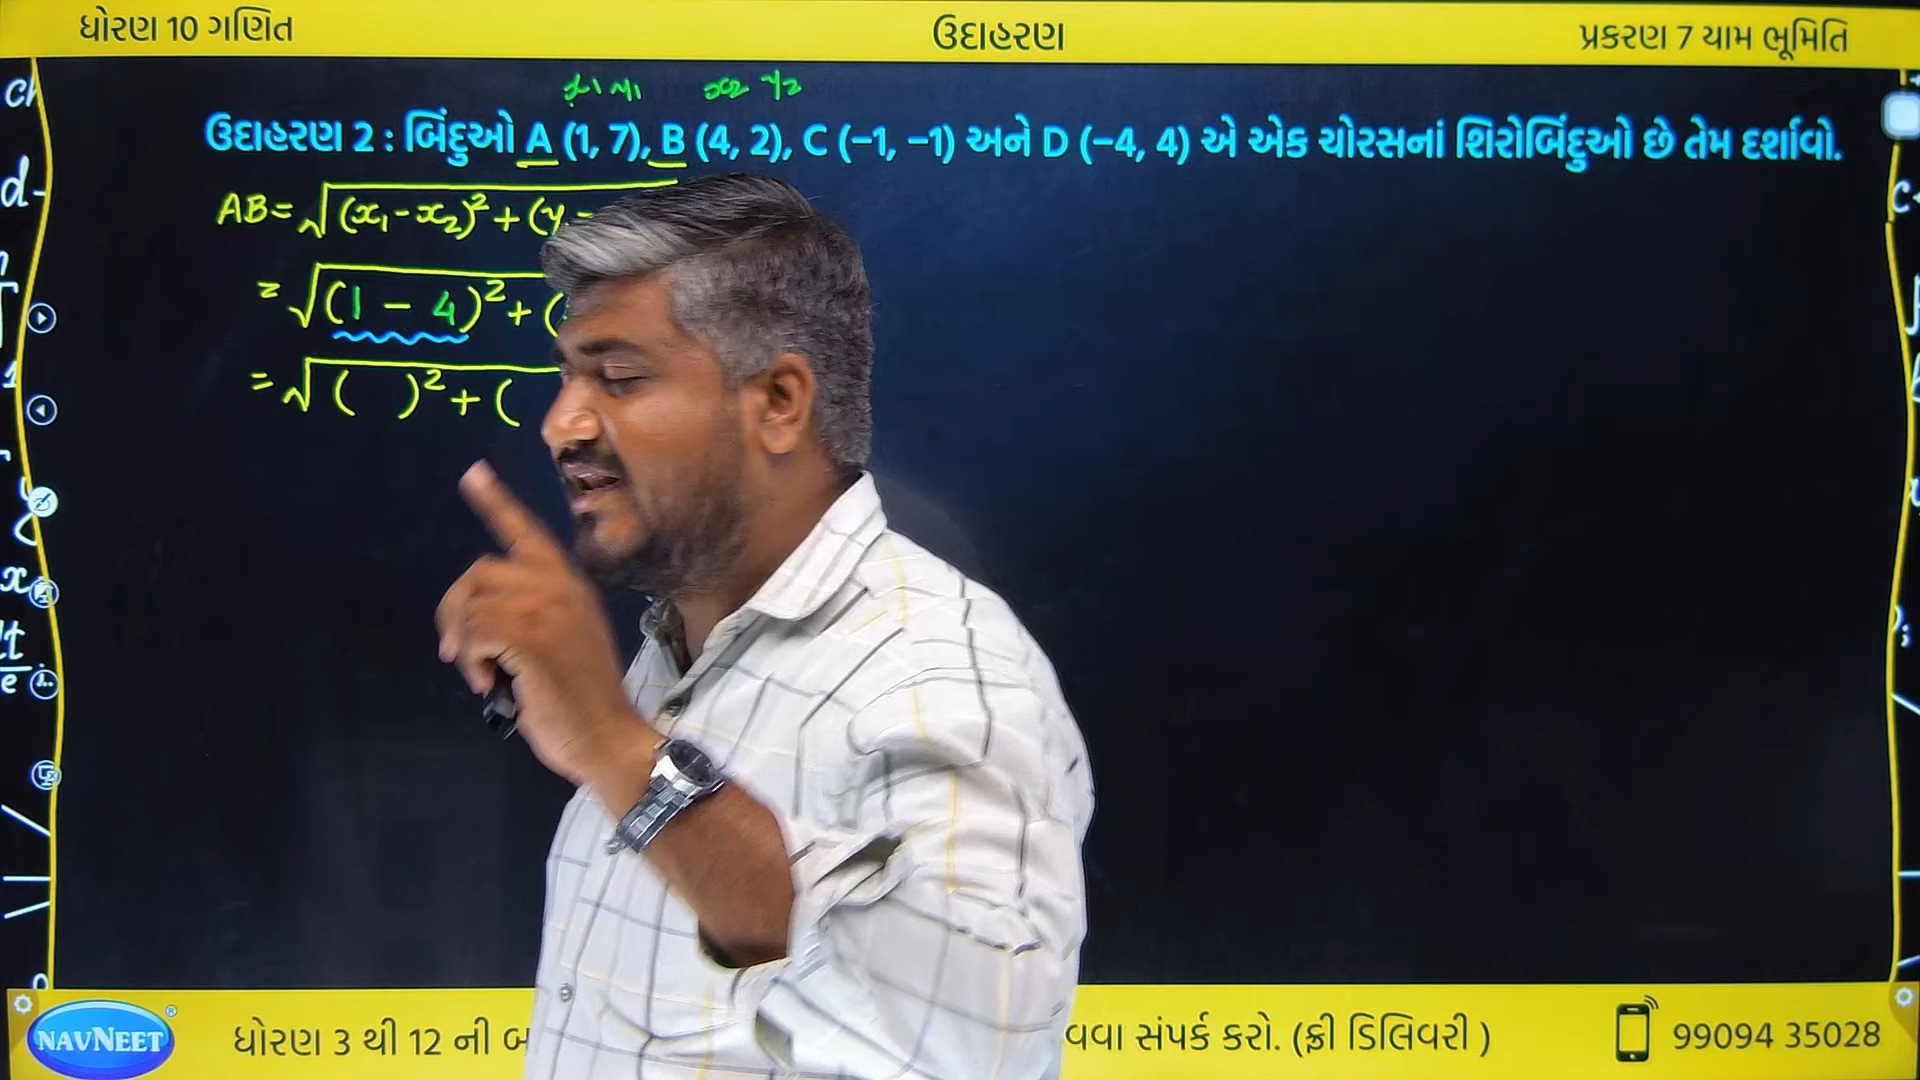 ધોરણ 10 ગણિત
ઉદાહરણ
પ્રકરણ 7 યામ ભૂમિતિ
x₁ y₁ x₂ y₂
ઉદાહરણ 2 : બિંદુઓ A (1, 7), B (4, 2), C (−1, −1) અને D (−4, 4) એ એક ચોરસનાં શિરોબિંદુઓ છે તેમ દર્શાવો.
AB = √(x₁ - x₂)² + (y -
= √(1 - 4)² + (
= √( )² + (
NAVNEET ®
ધોરણ 3 થી 12 ની
સંપર્ક કરો. (ફ્રી ડિલિવરી )
99094 35028